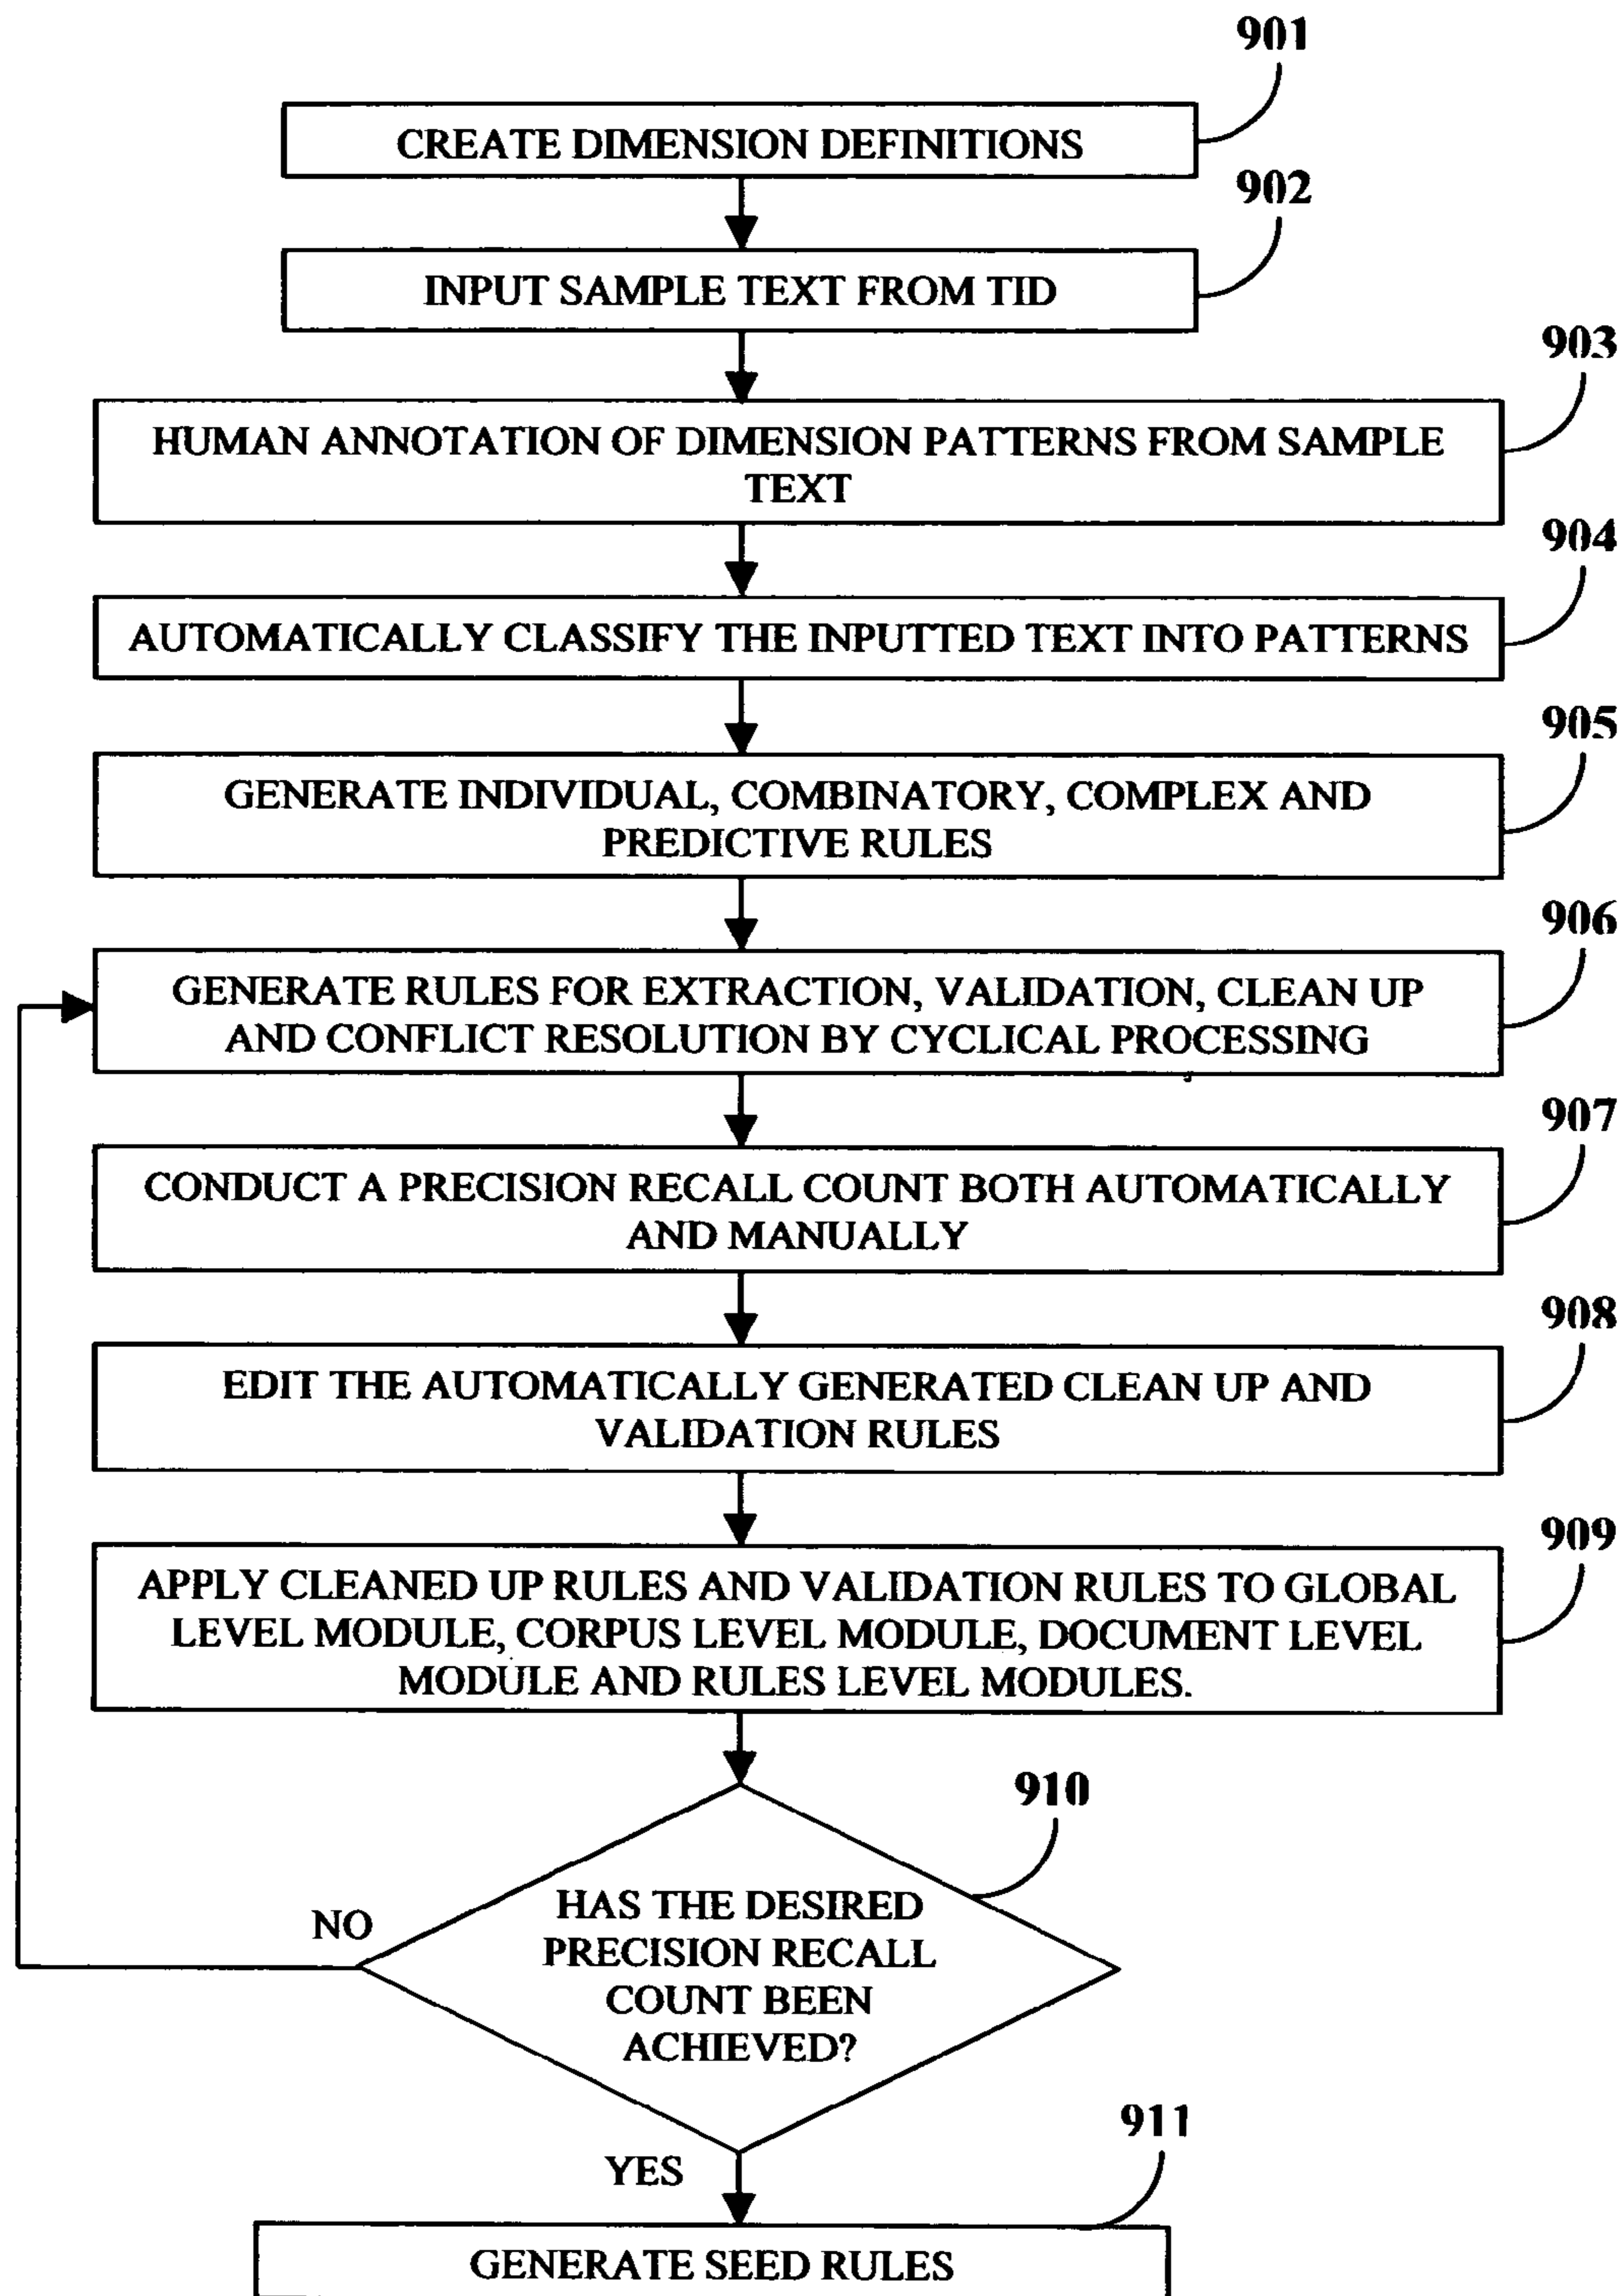 901
CREATE DIMENSION DEFINITIONS
902
INPUT SAMPLE TEXT FROM TID
903
HUMAN ANNOTATION OF DIMENSION PATTERNS FROM SAMPLE
TEXT
904
AUTOMATICALLY CLASSIFY THE INPUTTED TEXT INTO PATTERNS
905
GENERATE INDIVIDUAL, COMBINATORY, COMPLEX AND
PREDICTIVE RULES
906
GENERATE RULES FOR EXTRACTION, VALIDATION, CLEAN UP
AND CONFLICT RESOLUTION BY CYCLICAL PROCESSING
907
CONDUCT A PRECISION RECALL COUNT BOTH AUTOMATICALLY
AND MANUALLY
908
EDIT THE AUTOMATICALLY GENERATED CLEAN UP AND
VALIDATION RULES
909
APPLY CLEANED UP RULES AND VALIDATION RULES TO GLOBAL
LEVEL MODULE, CORPUS LEVEL MODULE, DOCUMENT LEVEL
MODULE AND RULES LEVEL MODULES.
910
NO
HAS THE DESIRED
PRECISION RECALL
COUNT BEEN
ACHIEVED?
911
YES
GENERATE SEED RULES